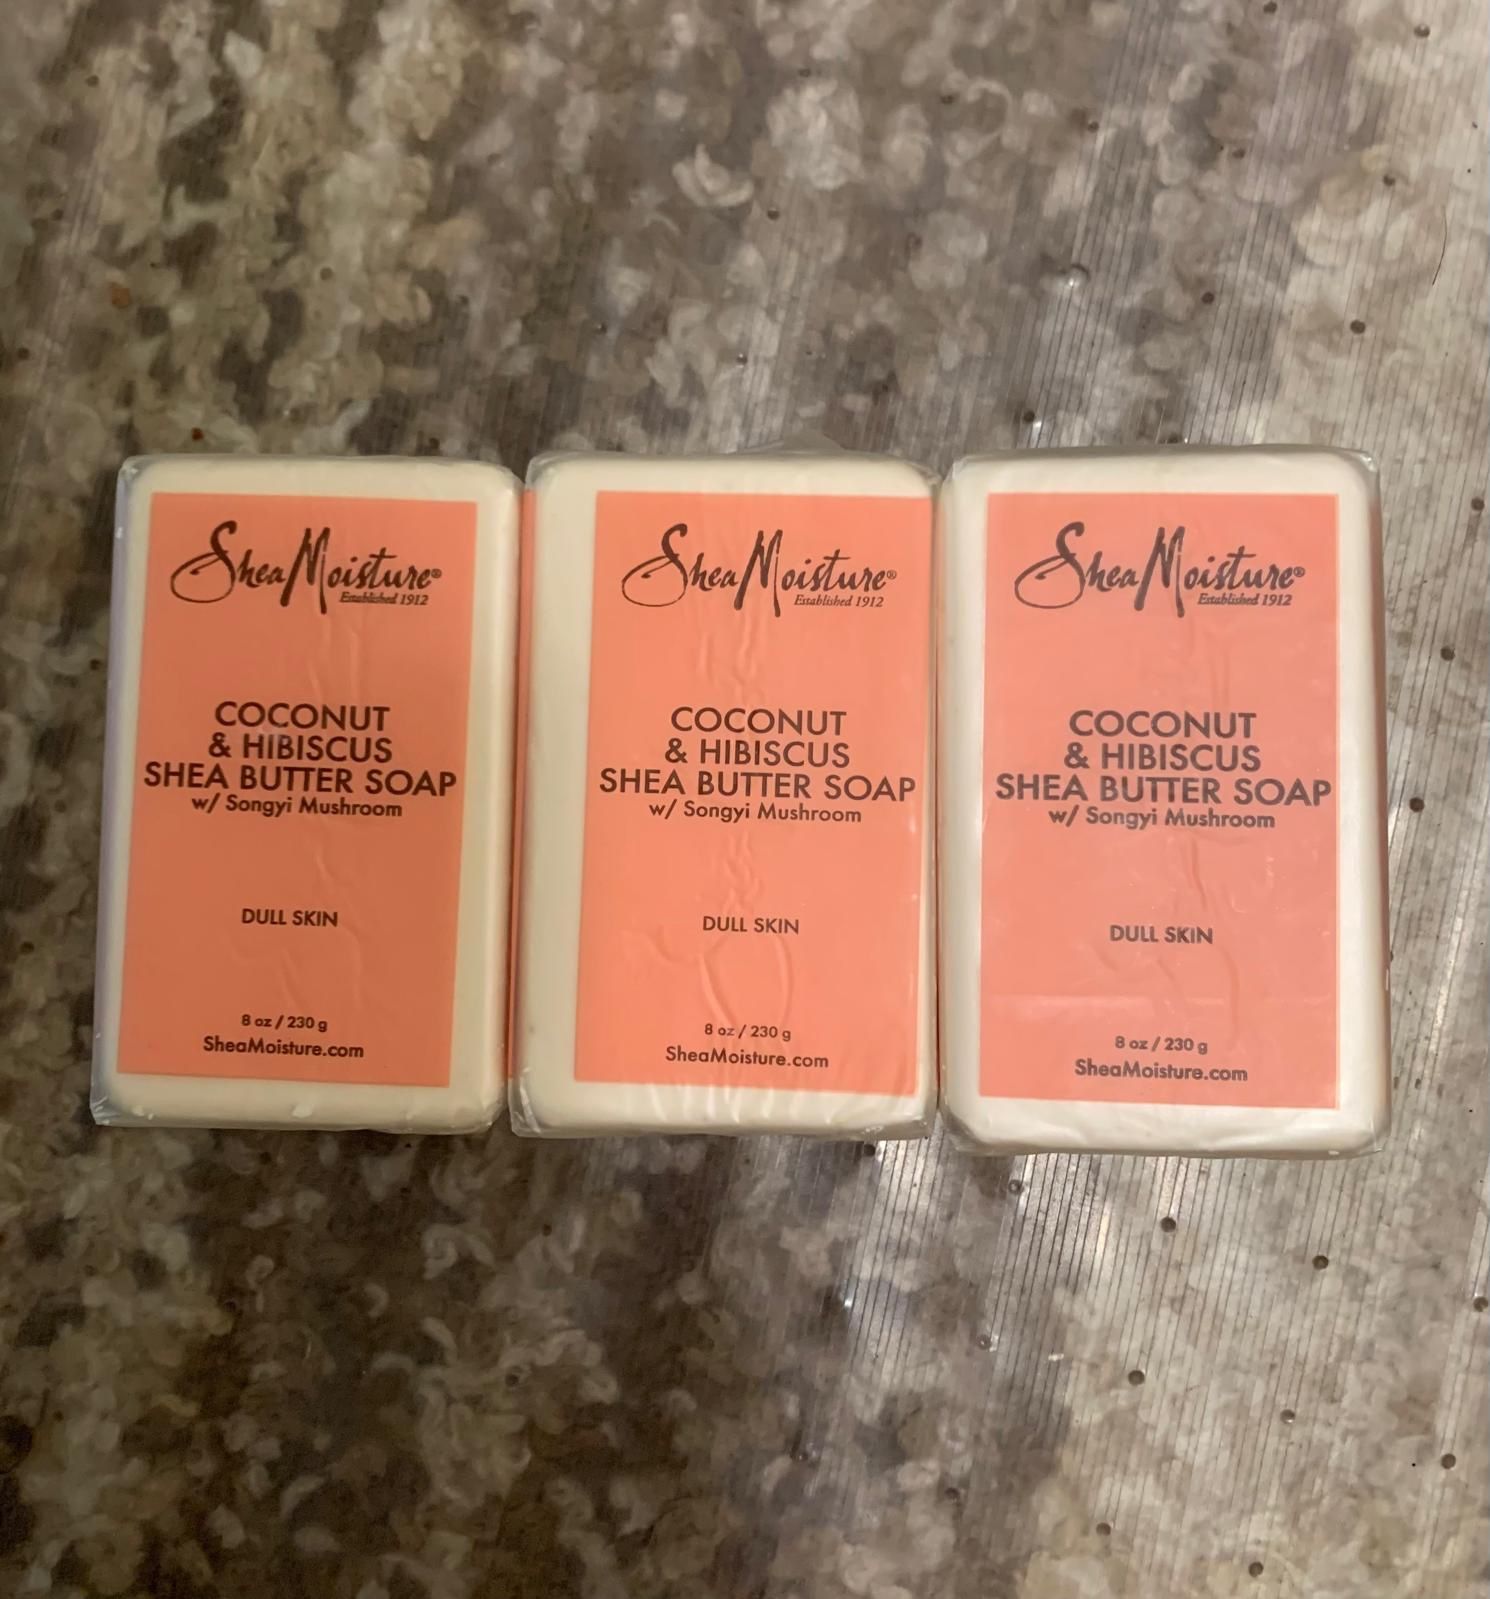 SheaMoisture®
Established 1912
COCONUT
& HIBISCUS
SHEA BUTTER SOAP
w/ Songyi Mushroom
DULL SKIN
8 oz / 230 g
SheaMoisture.com
SheaMoisture®
Established 1912
COCONUT
& HIBISCUS
SHEA BUTTER SOAP
w/ Songyi Mushroom
DULL SKIN
8 oz / 230 g
SheaMoisture.com
SheaMoisture®
Established 1912
COCONUT
& HIBISCUS
SHEA BUTTER SOAP
w/ Songyi Mushroom
DULL SKIN
8 oz / 230 g
SheaMoisture.com